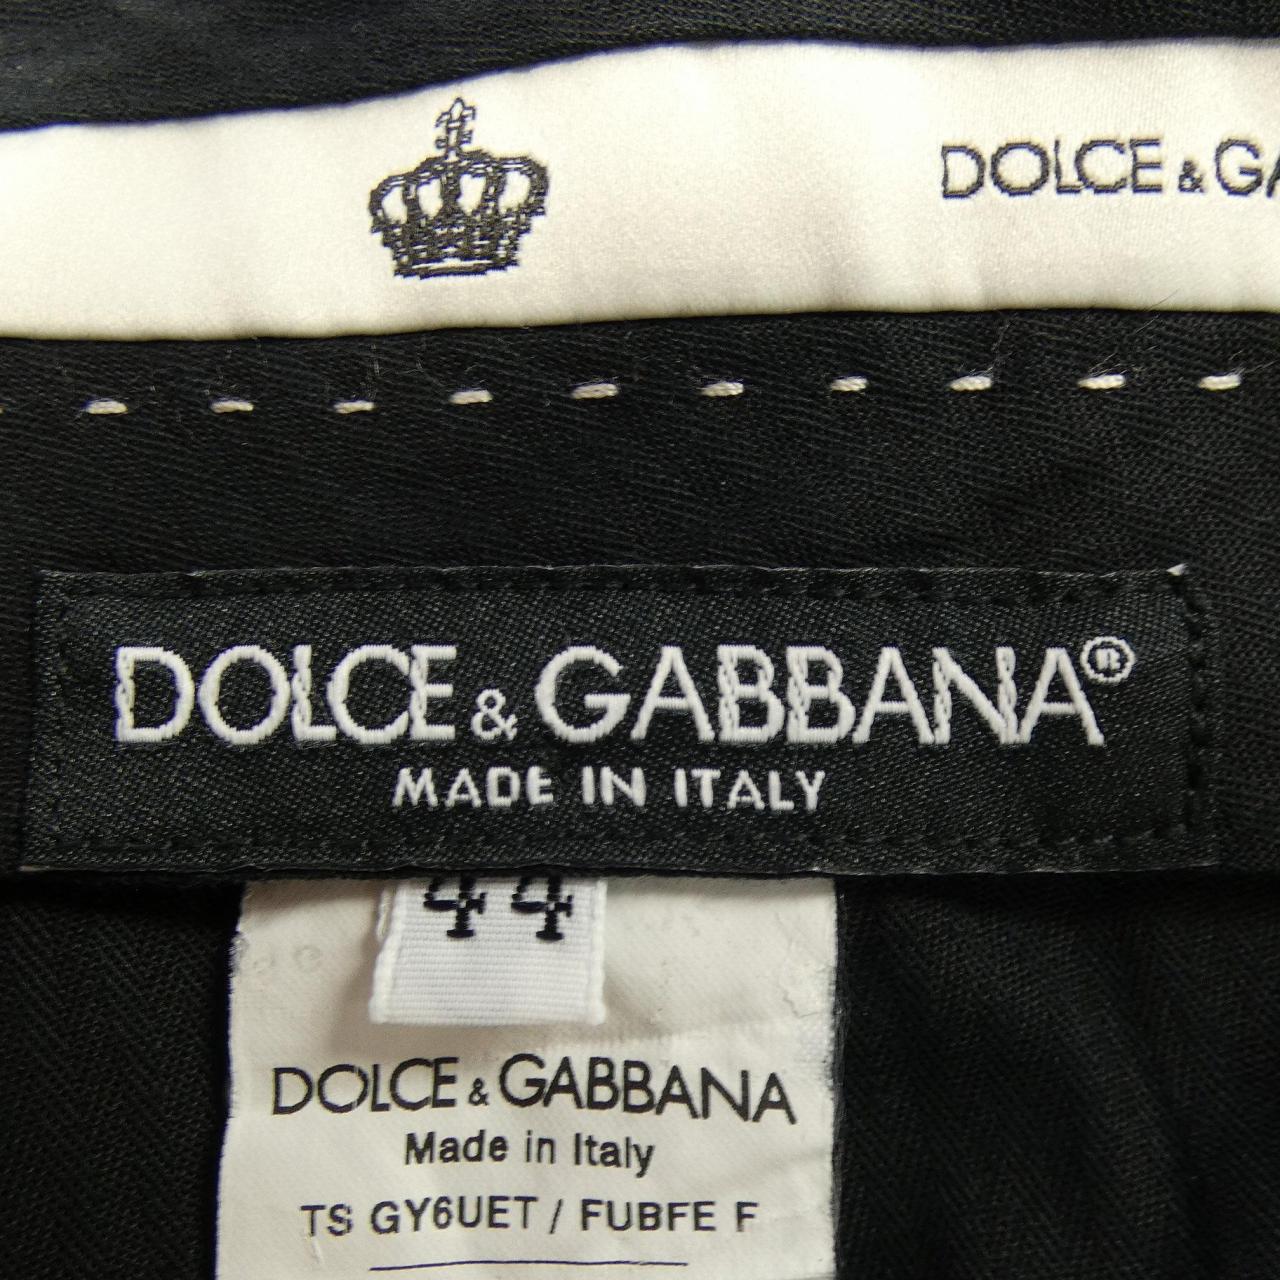 DOLCE & GA
DOLCE & GABBANA®
MADE IN ITALY
44
DOLCE & GABBANA
Made in Italy
TS GY6UET / FUBFE F